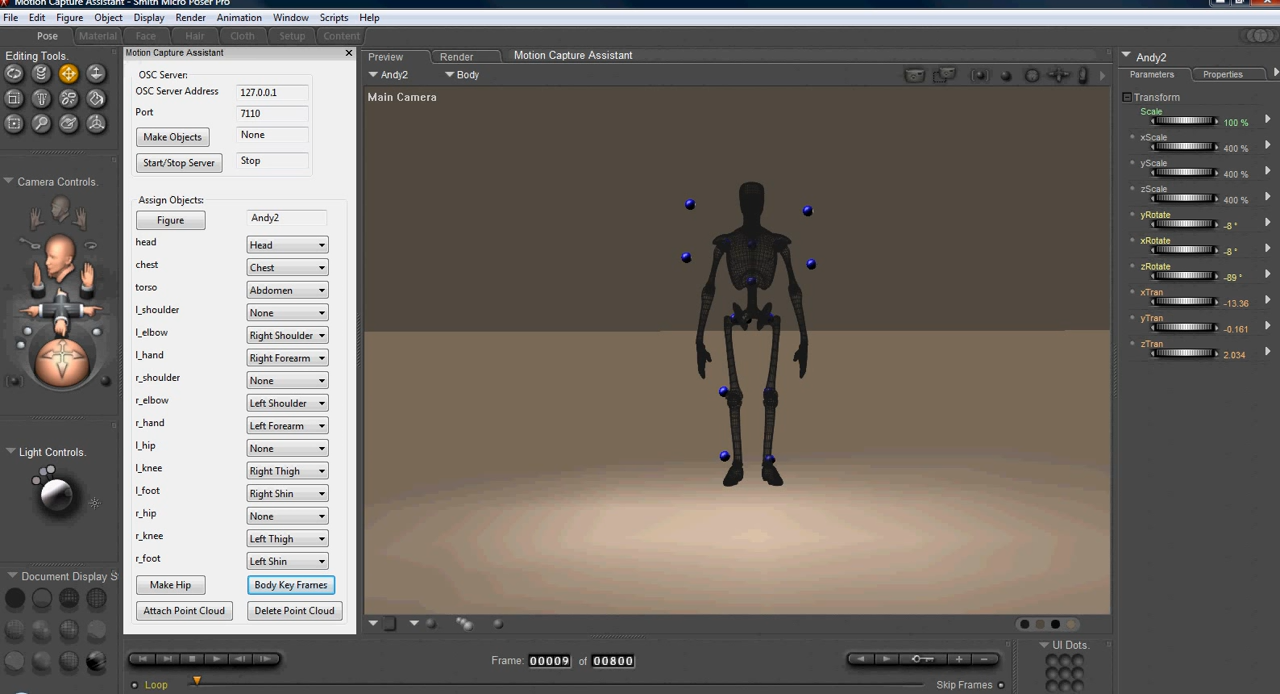 Motion Capture Assistant - Smith Micro Poser Pro
File Edit Figure Object Display Render Animation Window Scripts Help
Pose Material Face Hair Cloth Setup Content
Editing Tools.
Camera Controls.
Light Controls.
Document Display S
Motion Capture Assistant
OSC Server:
OSC Server Address 127.0.0.1
Port 7110
Make Objects None
Start/Stop Server Stop
Assign Objects:
Figure Andy2
head Head
chest Chest
torso Abdomen
l_shoulder None
l_elbow Right Shoulder
l_hand Right Forearm
r_shoulder None
r_elbow Left Shoulder
r_hand Left Forearm
l_hip None
l_knee Right Thigh
l_foot Right Shin
r_hip None
r_knee Left Thigh
r_foot Left Shin
Make Hip Body Key Frames
Attach Point Cloud Delete Point Cloud
Preview Render Motion Capture Assistant
Andy2 Body
Main Camera
Andy2
Parameters Properties
Transform
Scale
100 %
xScale
400 %
yScale
400 %
zScale
400 %
yRotate
-8 °
xRotate
-8 °
zRotate
-89 °
xTran
-13.36
yTran
-0.161
zTran
2.034
Frame: 00009 of 00800
Loop
Skip Frames
UI Dots.